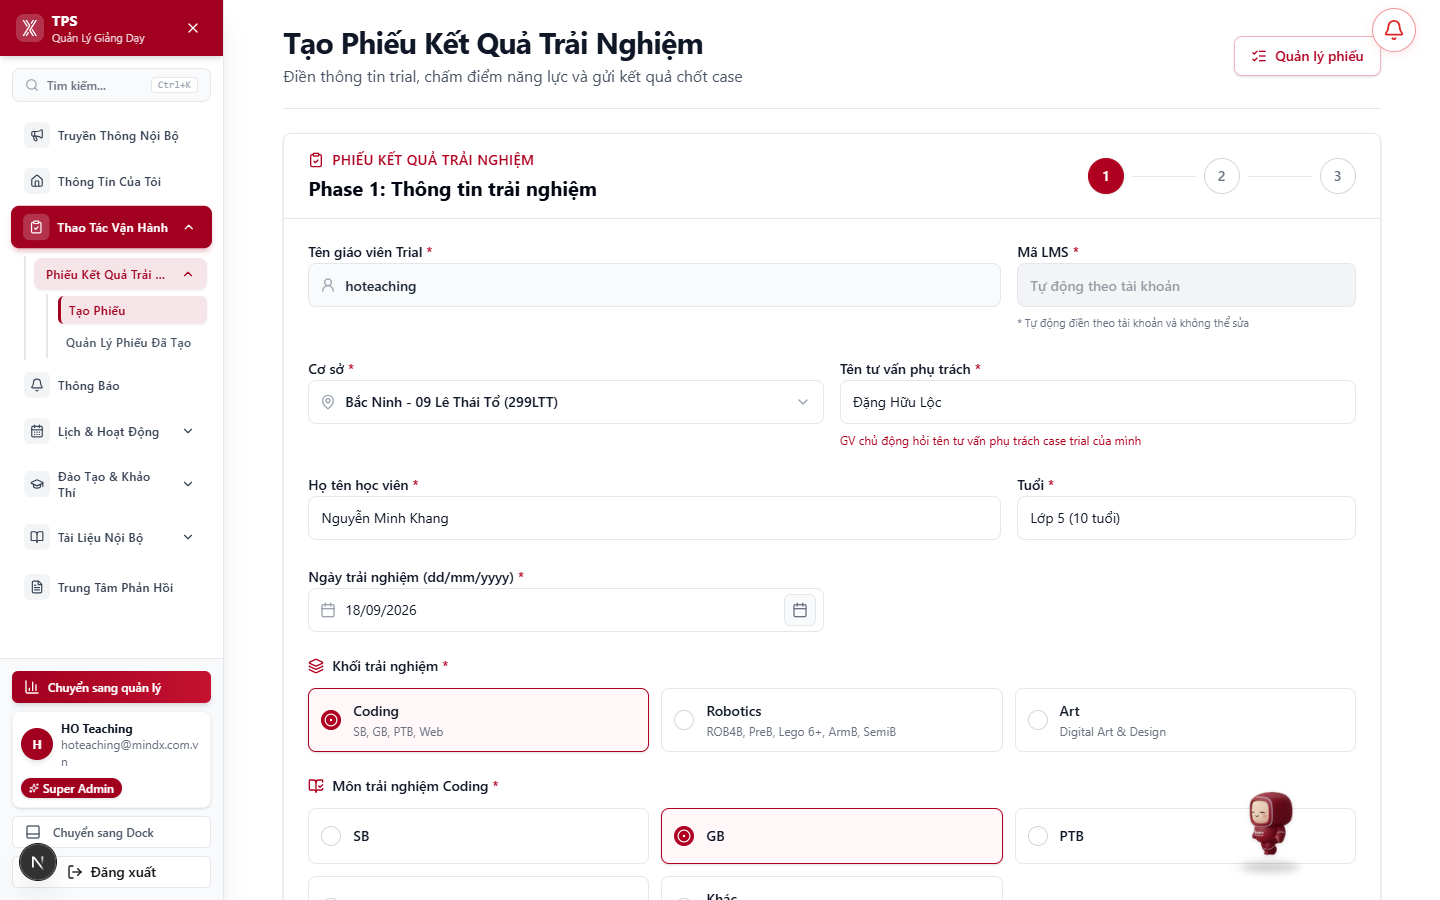 TPS
Quản Lý Giảng Dạy
Tìm kiếm...
Ctrl+K
Truyền Thông Nội Bộ
Thông Tin Của Tôi
Thao Tác Vận Hành
Phiếu Kết Quả Trải ...
Tạo Phiếu
Quản Lý Phiếu Đã Tạo
Thông Báo
Lịch & Hoạt Động
Đào Tạo & Khảo
Thí
Tài Liệu Nội Bộ
Trung Tâm Phản Hồi
Chuyển sang quản lý
H
HO Teaching
hoteaching@mindx.com.v
n
Super Admin
Chuyển sang Dock
N
Đăng xuất
Tạo Phiếu Kết Quả Trải Nghiệm
Điền thông tin trial, chấm điểm năng lực và gửi kết quả chốt case
Quản lý phiếu
PHIẾU KẾT QUẢ TRẢI NGHIỆM
Phase 1: Thông tin trải nghiệm
1
2
3
Tên giáo viên Trial *
hoteaching
Mã LMS *
Tự động theo tài khoản
* Tự động điền theo tài khoản và không thể sửa
Cơ sở *
Bắc Ninh - 09 Lê Thái Tổ (299LTT)
Tên tư vấn phụ trách *
Đặng Hữu Lộc
GV chủ động hỏi tên tư vấn phụ trách case trial của mình
Họ tên học viên *
Nguyễn Minh Khang
Tuổi *
Lớp 5 (10 tuổi)
Ngày trải nghiệm (dd/mm/yyyy) *
18/09/2026
Khối trải nghiệm *
Coding
SB, GB, PTB, Web
Robotics
ROB4B, PreB, Lego 6+, ArmB, SemiB
Art
Digital Art & Design
Môn trải nghiệm Coding *
SB
GB
PTB
Khác